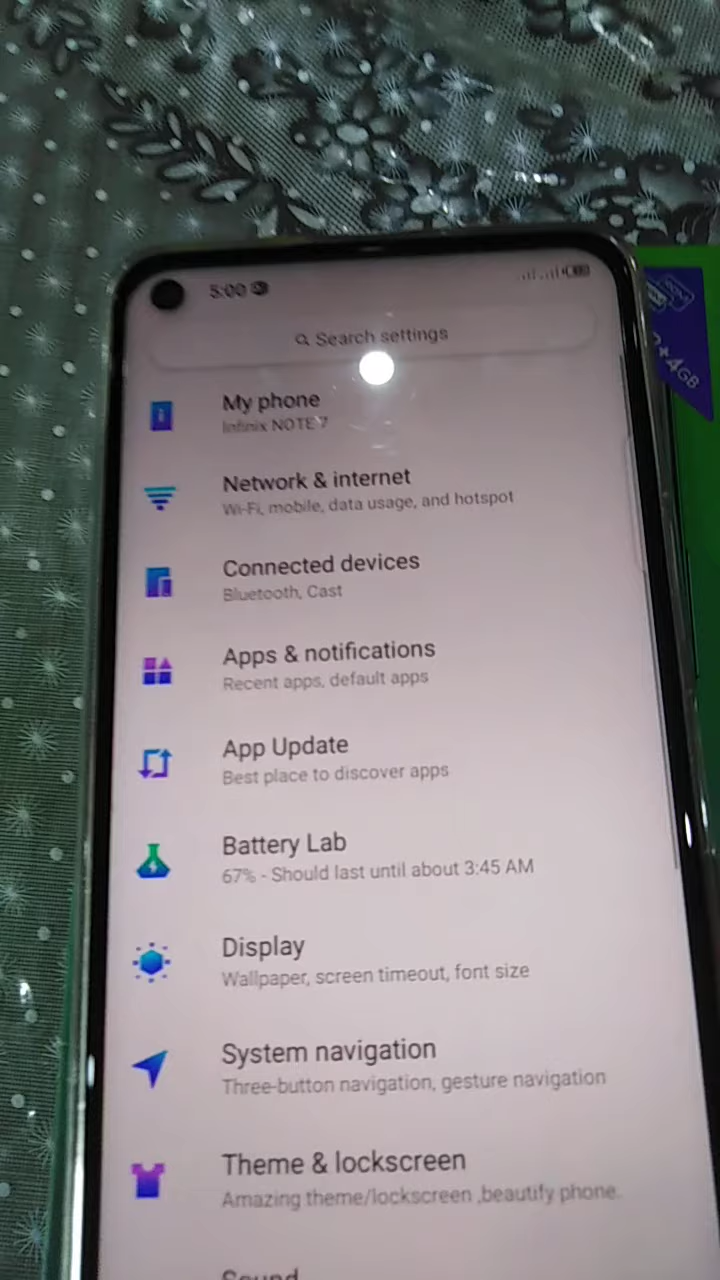 5:00
Search settings
My phone
Infinix NOTE 7
Network & internet
Wi-Fi, mobile, data usage, and hotspot
Connected devices
Bluetooth, Cast
Apps & notifications
Recent apps, default apps
App Update
Best place to discover apps
Battery Lab
67% - Should last until about 3:45 AM
Display
Wallpaper, screen timeout, font size
System navigation
Three-button navigation, gesture navigation
Theme & lockscreen
Amazing theme/lockscreen ,beautify phone.
Sound
+4GB